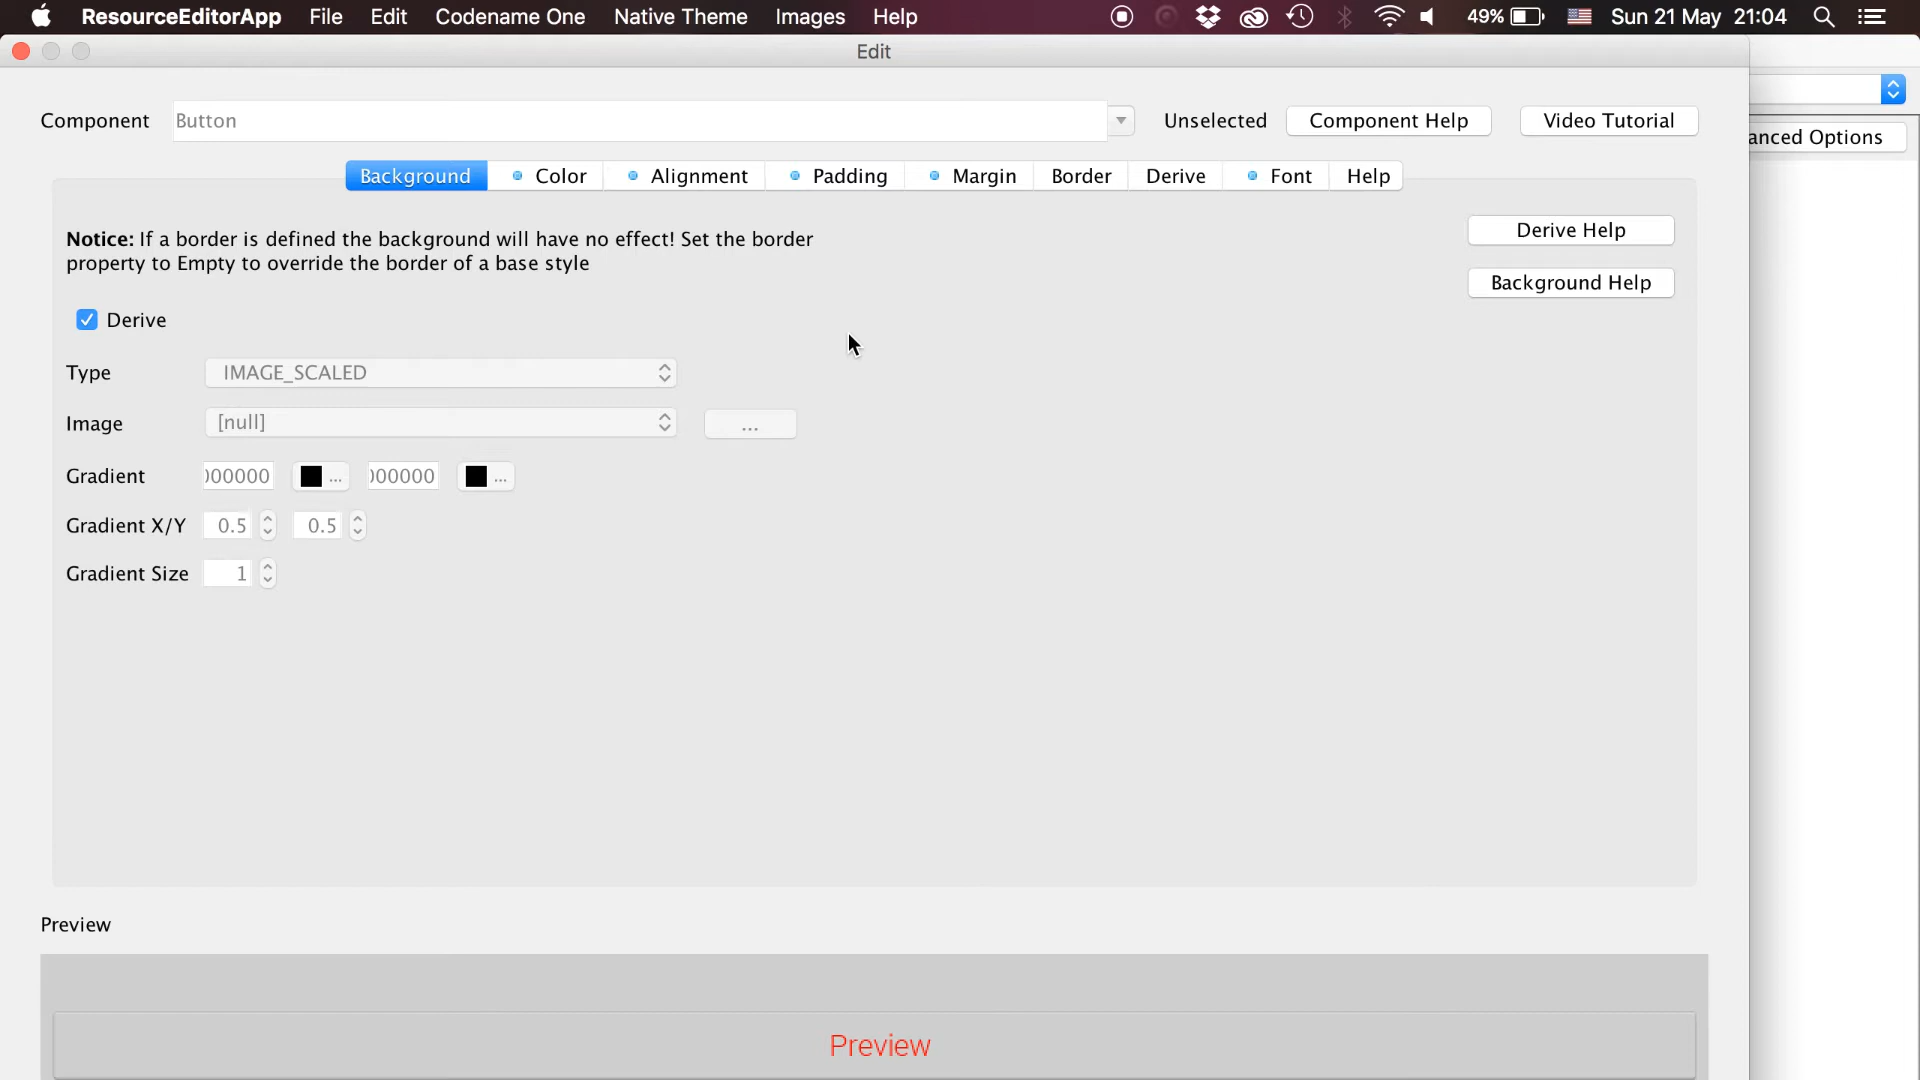 ResourceEditorApp File Edit Codename One Native Theme Images Help 49% Sun 21 May 21:04
Edit
Component Button Unselected Component Help Video Tutorial
anced Options
Background Color Alignment Padding Margin Border Derive Font Help
Notice: If a border is defined the background will have no effect! Set the border
property to Empty to override the border of a base style
Derive Help
Background Help
Derive
Type IMAGE_SCALED
Image [null] ...
Gradient 000000 ... 000000 ...
Gradient X/Y 0.5 0.5
Gradient Size 1
Preview
Preview